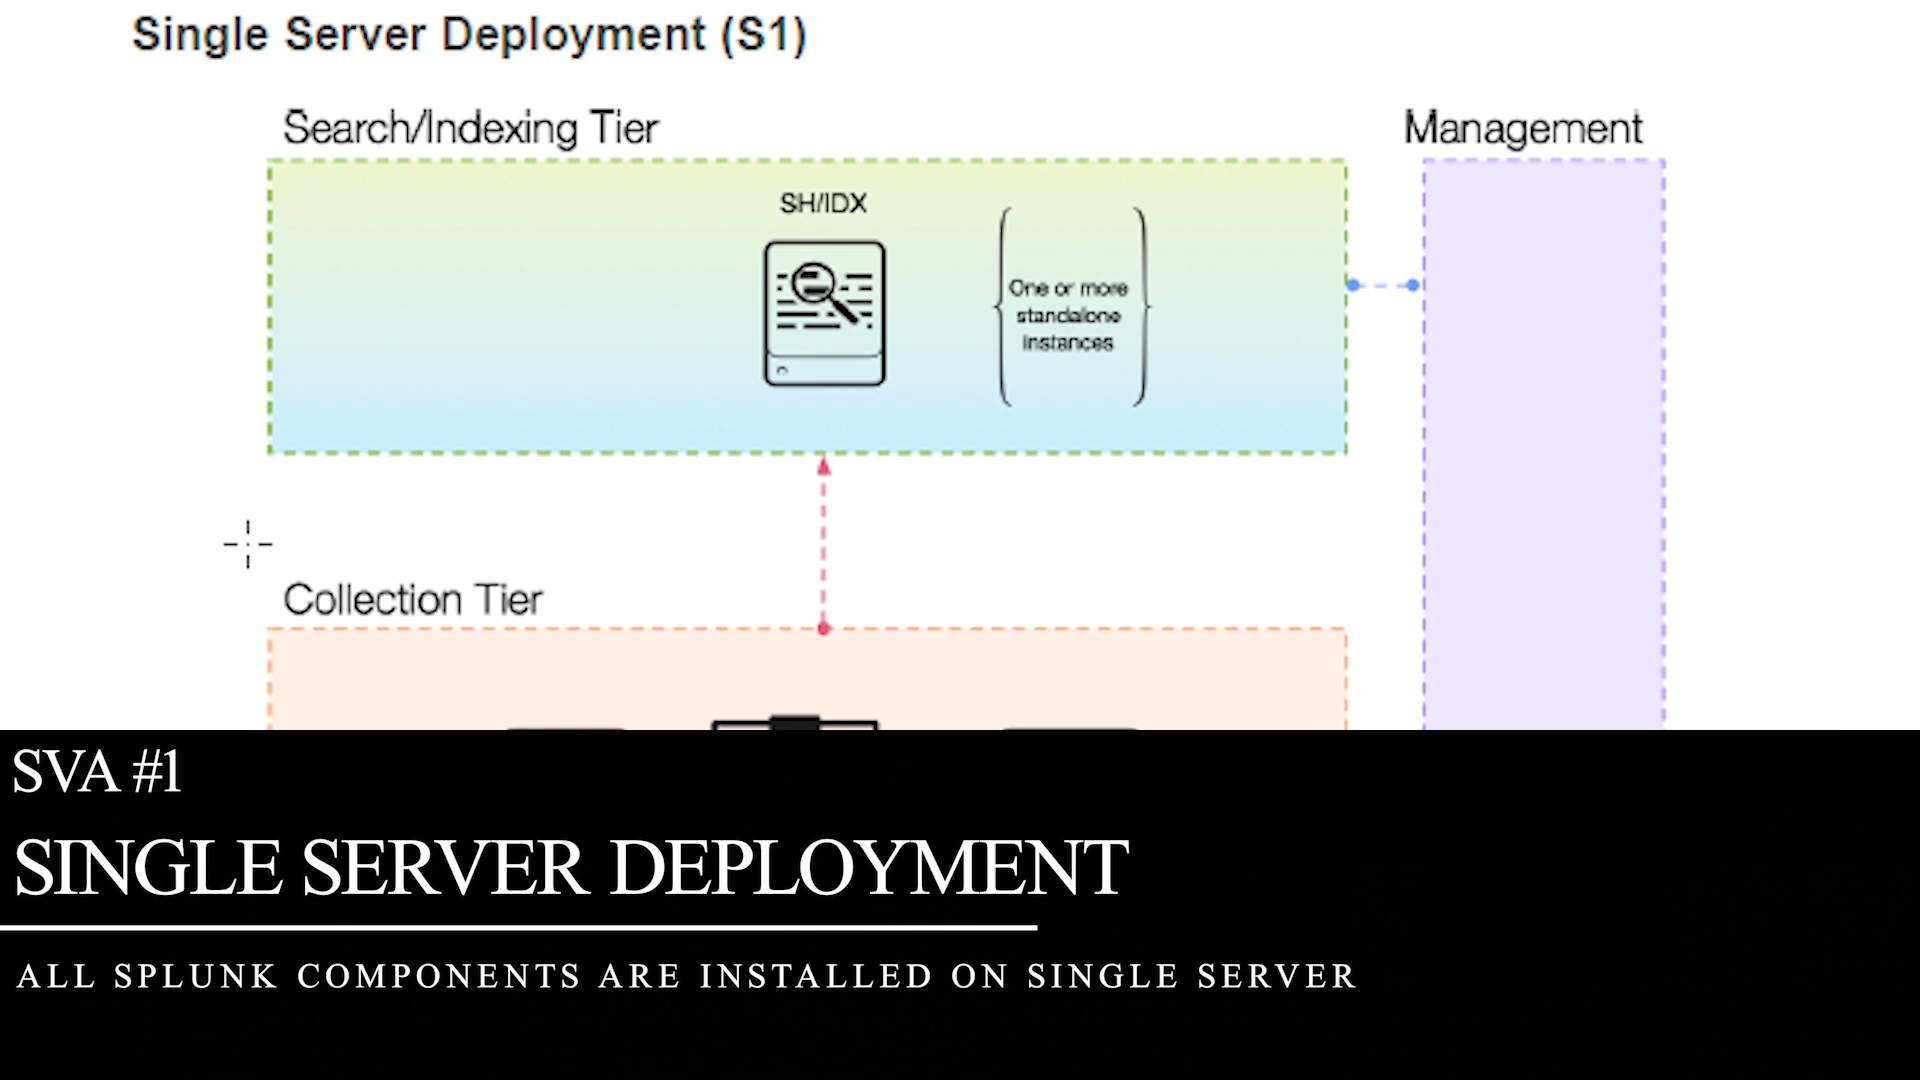 Single Server Deployment (S1)
Search/Indexing Tier
Management
SH/IDX
One or more
standalone
instances
Collection Tier
SVA #1
SINGLE SERVER DEPLOYMENT
ALL SPLUNK COMPONENTS ARE INSTALLED ON SINGLE SERVER